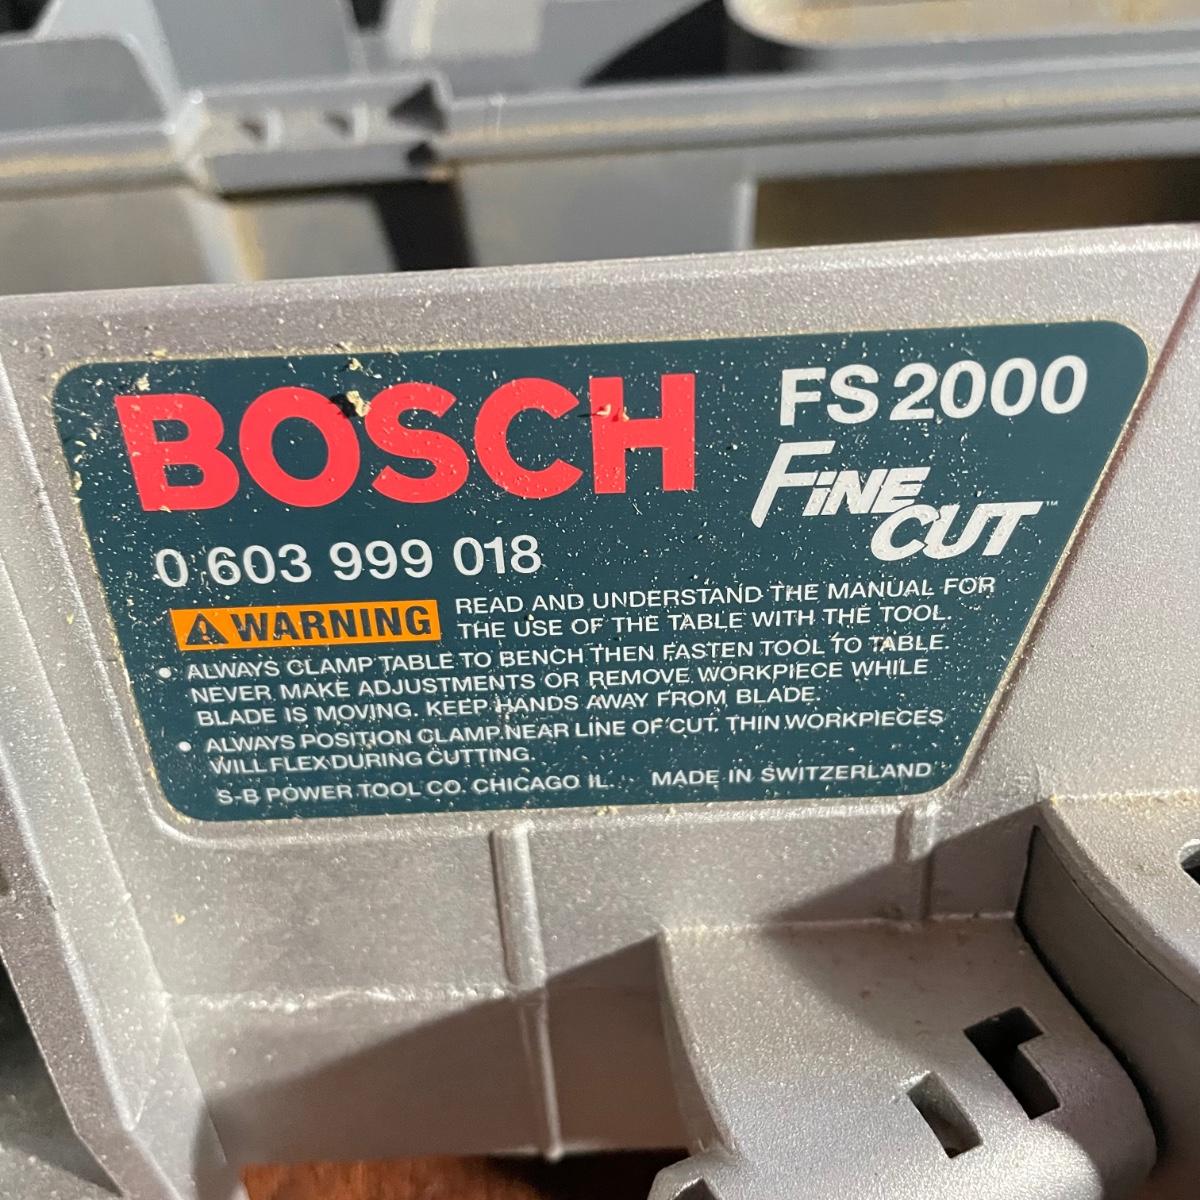 BOSCH
FS 2000
FINE
CUT™
0 603 999 018
⚠ WARNING
READ AND UNDERSTAND THE MANUAL FOR
THE USE OF THE TABLE WITH THE TOOL.
• ALWAYS CLAMP TABLE TO BENCH THEN FASTEN TOOL TO TABLE.
NEVER MAKE ADJUSTMENTS OR REMOVE WORKPIECE WHILE
BLADE IS MOVING. KEEP HANDS AWAY FROM BLADE.
• ALWAYS POSITION CLAMP NEAR LINE OF CUT. THIN WORKPIECES
WILL FLEX DURING CUTTING.
S-B POWER TOOL CO. CHICAGO IL. MADE IN SWITZERLAND